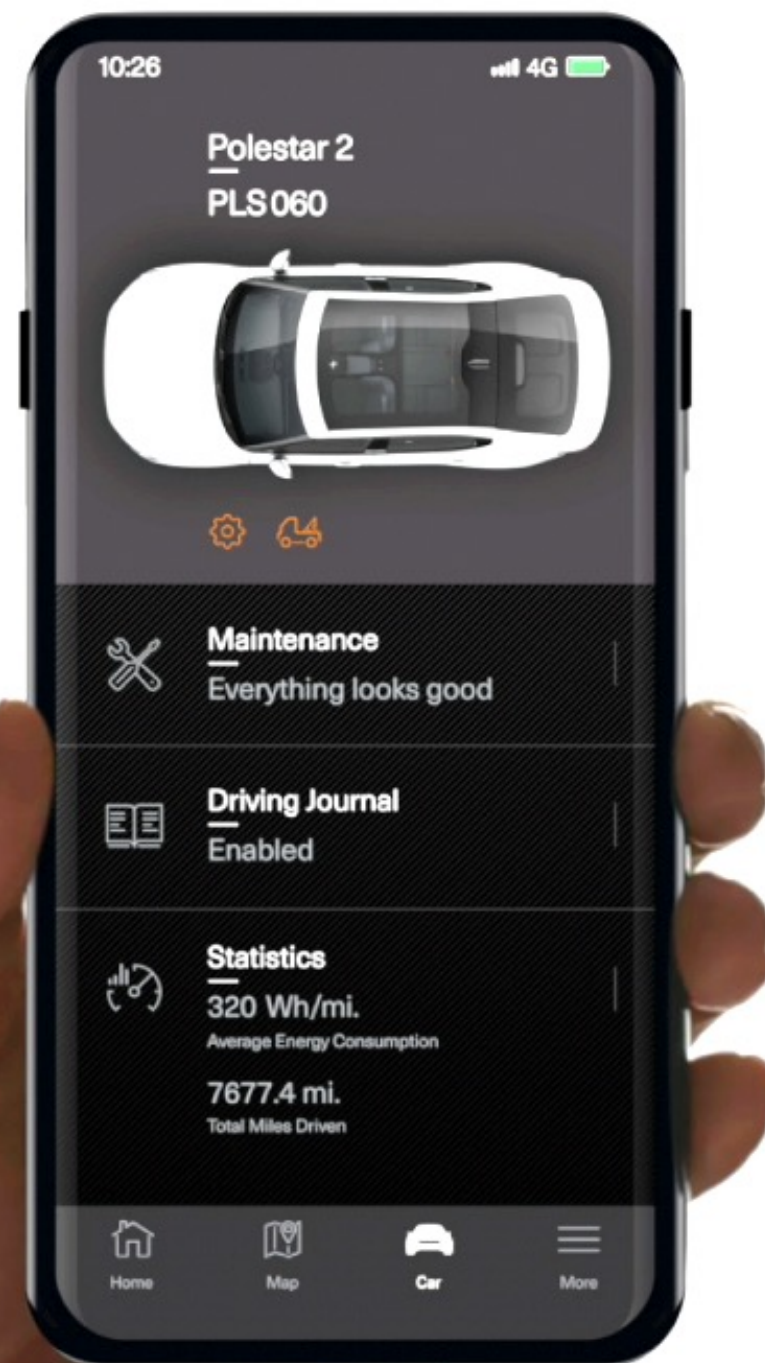 10:26
4G
Polestar 2
PLS 060
Maintenance
Everything looks good
Driving Journal
Enabled
Statistics
320 Wh/mi.
Average Energy Consumption
7677.4 mi.
Total Miles Driven
Home
Map
Car
More